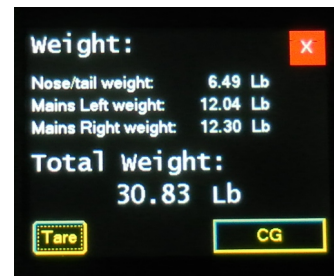 Weight:
X
Nose/tail weight: 6.49 Lb
Mains Left weight: 12.04 Lb
Mains Right weight: 12.30 Lb
Total Weight:
30.83 Lb
Tare
CG